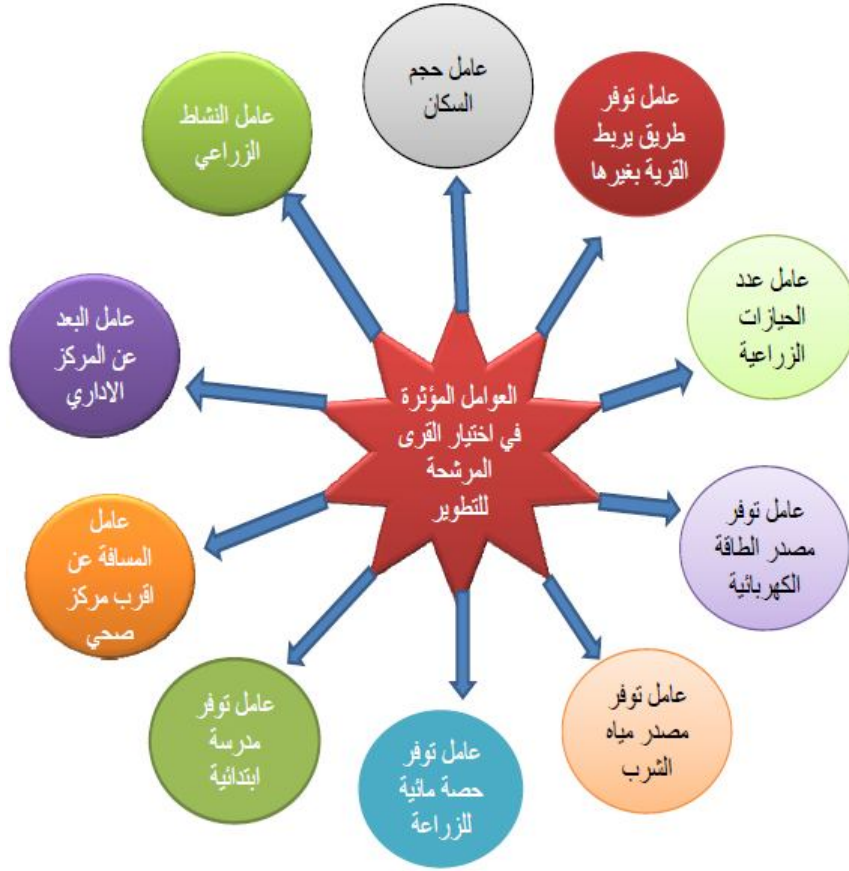 العوامل المؤثرة
في اختيار القرى
المرشحة
للتطوير
عامل حجم
السكان
عامل توفر
طريق يربط
القرية بغيرها
عامل عدد
الحيازات
الزراعية
عامل توفر
مصدر الطاقة
الكهربائية
عامل توفر
مصدر مياه
الشرب
عامل توفر
حصة مائية
للزراعة
عامل توفر
مدرسة
ابتدائية
عامل
المسافة عن
اقرب مركز
صحي
عامل البعد
عن المركز
الاداري
عامل النشاط
الزراعي